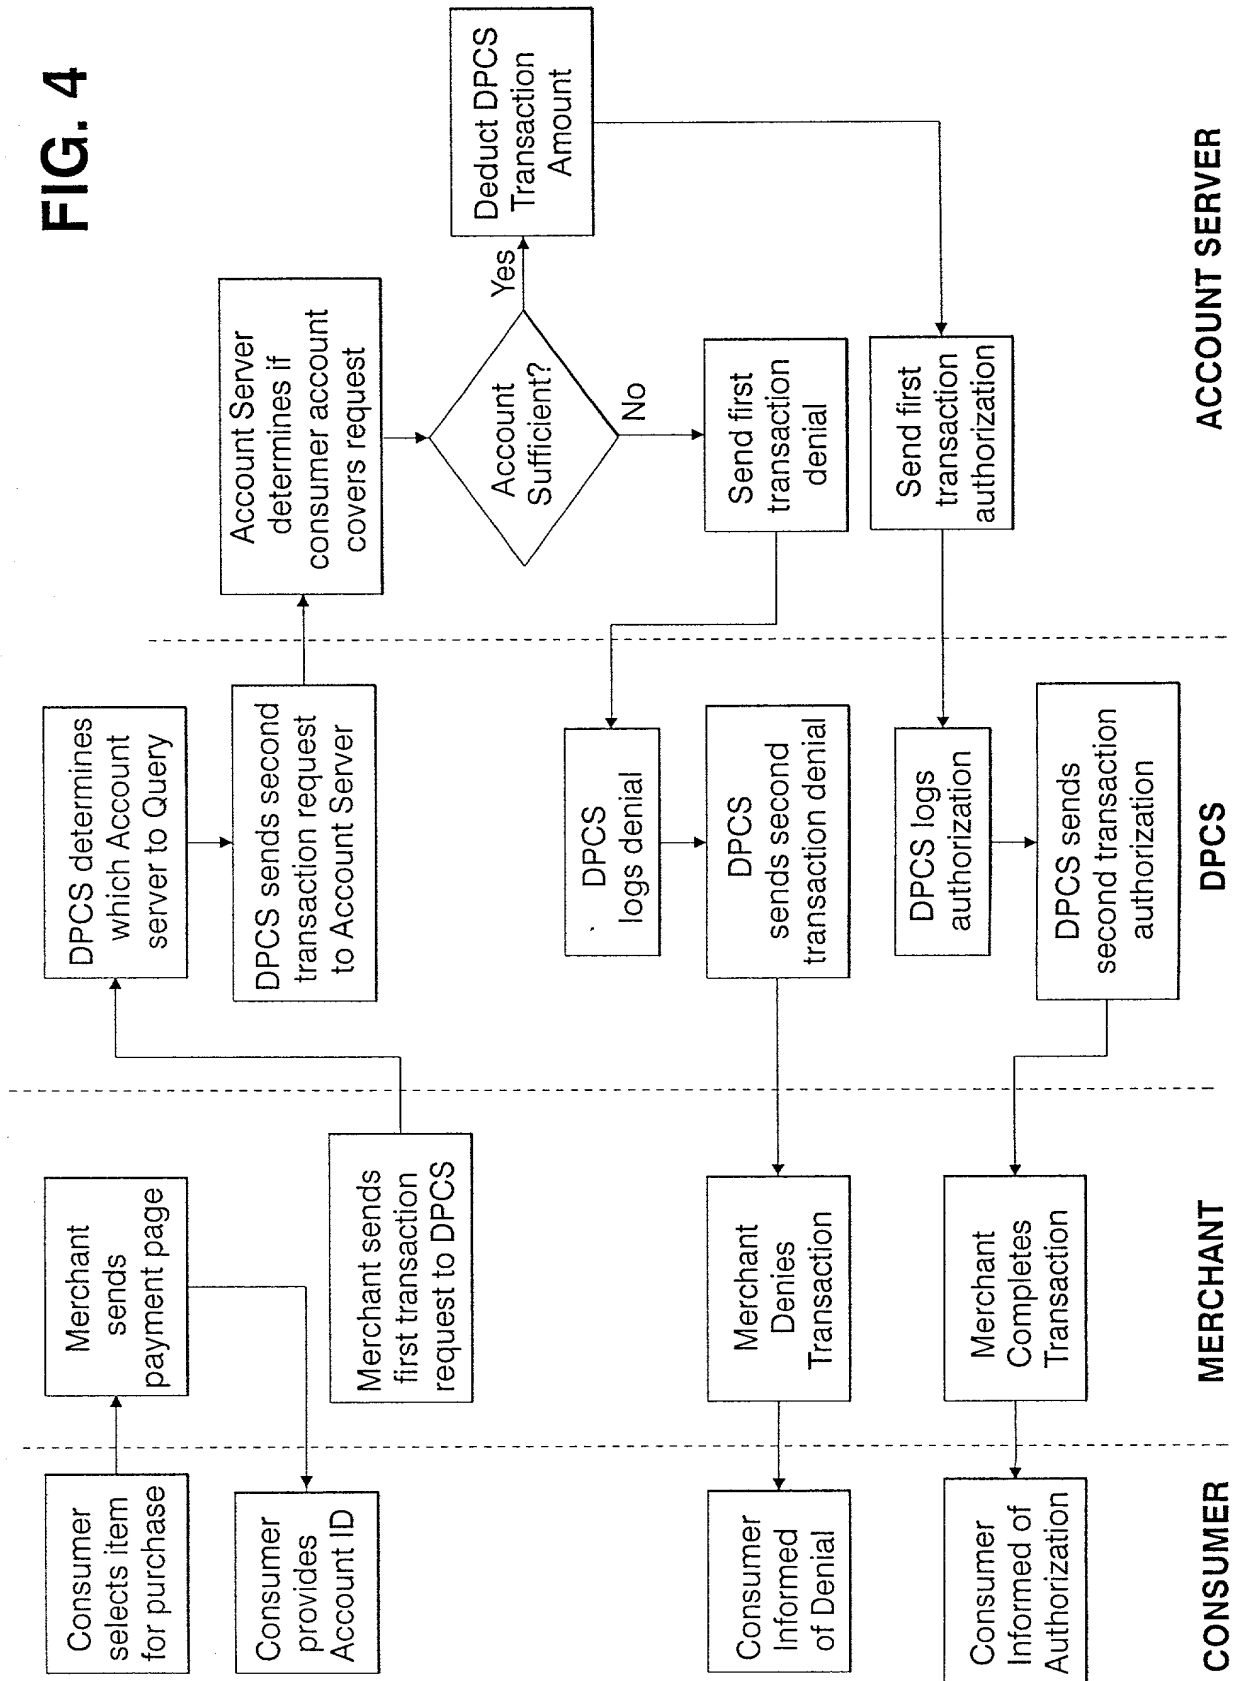 FIG. 4
Consumer
selects item
for purchase
Merchant
sends
payment page
Consumer
provides
Account ID
Merchant sends
first transaction
request to DPCS
DPCS determines
which Account
server to Query
DPCS sends second
transaction request
to Account Server
Account Server
determines if
consumer account
covers request
Account
Sufficient?
Yes
No
Deduct DPCS
Transaction
Amount
Send first
transaction
denial
Send first
transaction
authorization
DPCS
logs denial
DPCS
sends second
transaction denial
DPCS logs
authorization
DPCS sends
second transaction
authorization
Merchant
Denies
Transaction
Merchant
Completes
Transaction
Consumer
Informed
of Denial
Consumer
Informed of
Authorization
CONSUMER
MERCHANT
DPCS
ACCOUNT SERVER